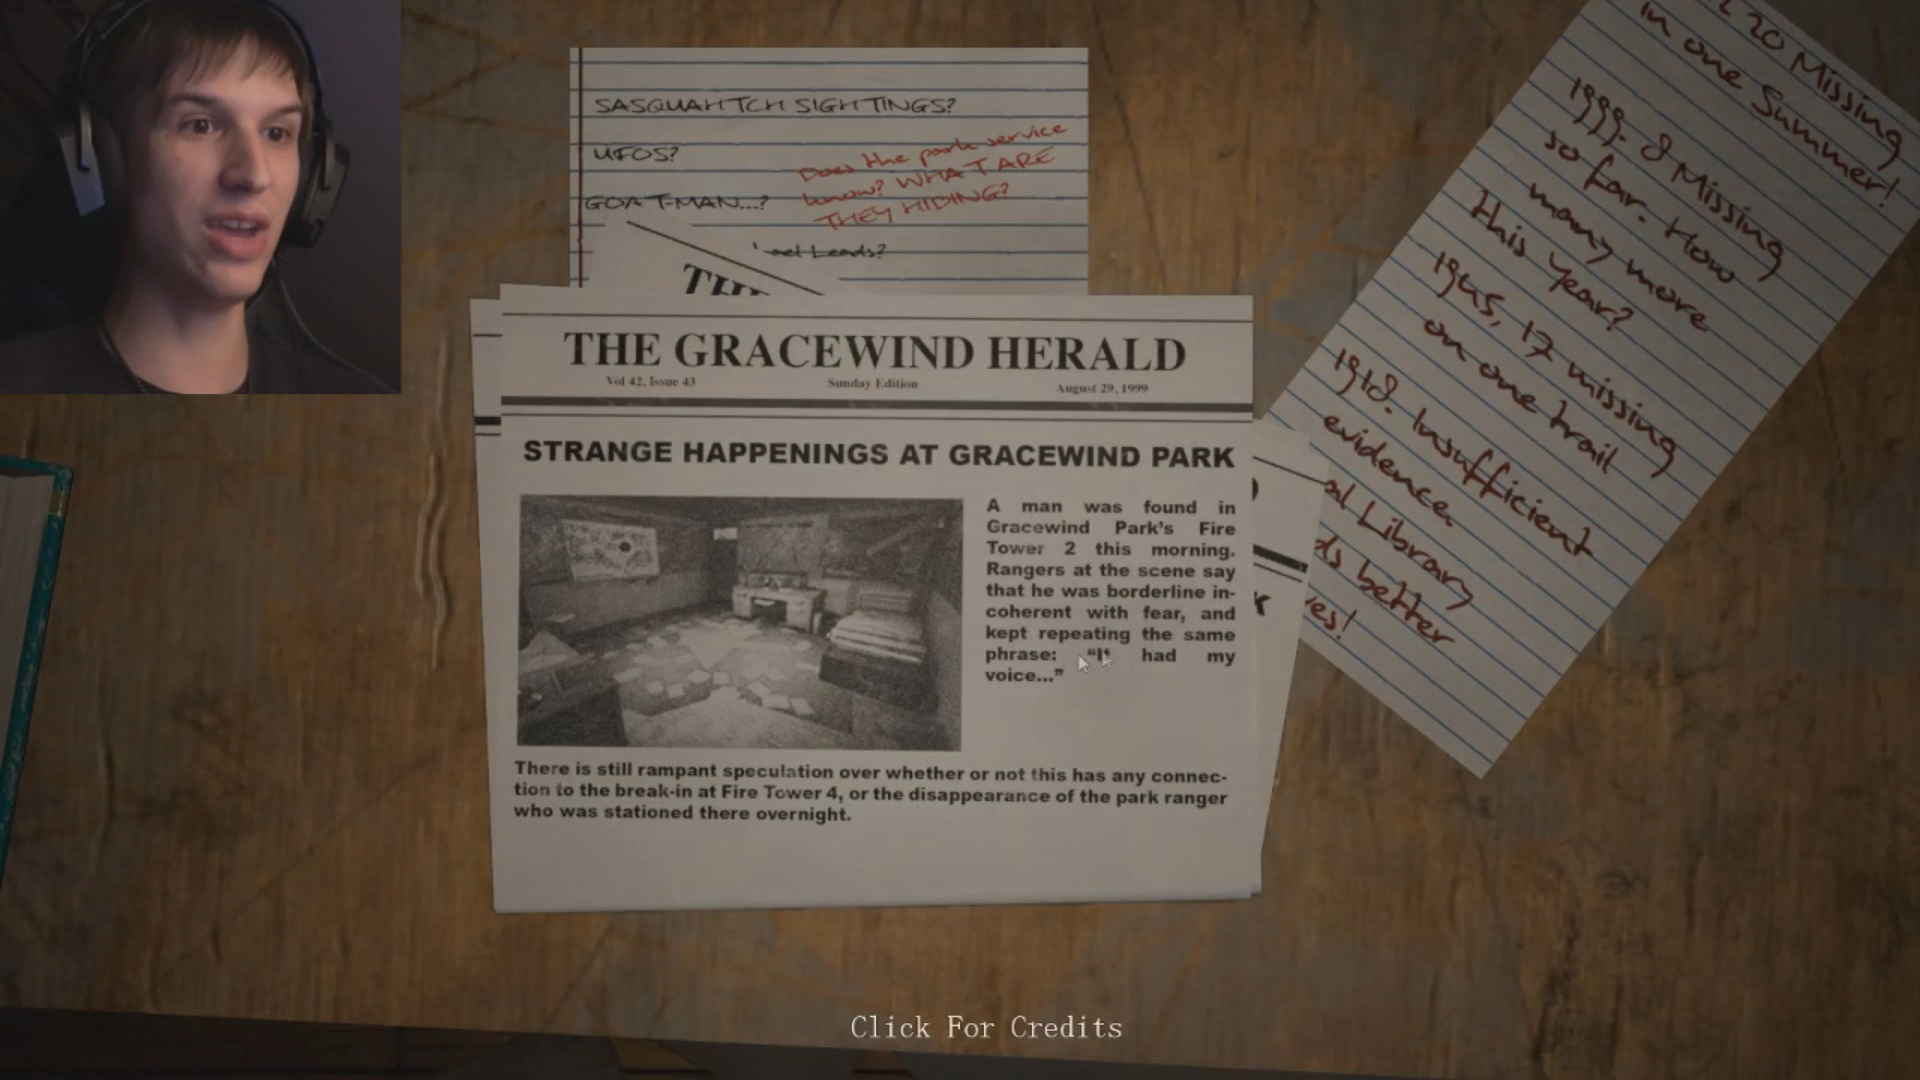 SASQUAHTCH SIGHTINGS?
UFOS?
GOATMAN...?
Does the park service
know? WHAT ARE
THEY HIDING?
Leads?
THE GRACEWIND HERALD
Vol 42, Issue 43 Sunday Edition August 29, 1999
STRANGE HAPPENINGS AT GRACEWIND PARK
A man was found in
Gracewind Park's Fire
Tower 2 this morning.
Rangers at the scene say
that he was borderline in-
coherent with fear, and
kept repeating the same
phrase: "It had my
voice..."
There is still rampant speculation over whether or not this has any connec-
tion to the break-in at Fire Tower 4, or the disappearance of the park ranger
who was stationed there overnight.
20 Missing
in one Summer!
1999. 8 Missing
so far. How
many more
this year?
1945, 17 missing
on one trail
1918. Insufficient
evidence.
Library
better
Click For Credits